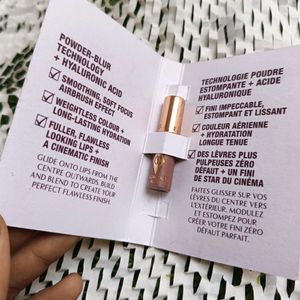 POWDER-BLUR
TECHNOLOGY
+ HYALURONIC ACID
SMOOTHING, SOFT FOCUS
AIRBRUSH EFFECT
WEIGHTLESS COLOUR +
LONG-LASTING HYDRATION
FULLER, FLAWLESS
LOOKING LIPS +
A CINEMATIC FINISH
GLIDE ONTO LIPS FROM THE
CENTRE OUTWARDS. BUILD
AND BLEND TO CREATE YOUR
PERFECT FLAWLESS FINISH.
TECHNOLOGIE POUDRE
ESTOMPANTE + ACIDE
HYALURONIQUE
FINI IMPECCABLE,
ESTOMPANT ET LISSANT
COULEUR AÉRIENNE
+ HYDRATATION
LONGUE TENUE
DES LÈVRES PLUS
PULPEUSES ZÉRO
DÉFAUT + UN FINI
DE STAR DU CINÉMA
FAITES GLISSER SUR VOS
LÈVRES DU CENTRE VERS
L'EXTÉRIEUR. MODULEZ
ET ESTOMPEZ POUR
CRÉER VOTRE FINI ZÉRO
DÉFAUT PARFAIT.